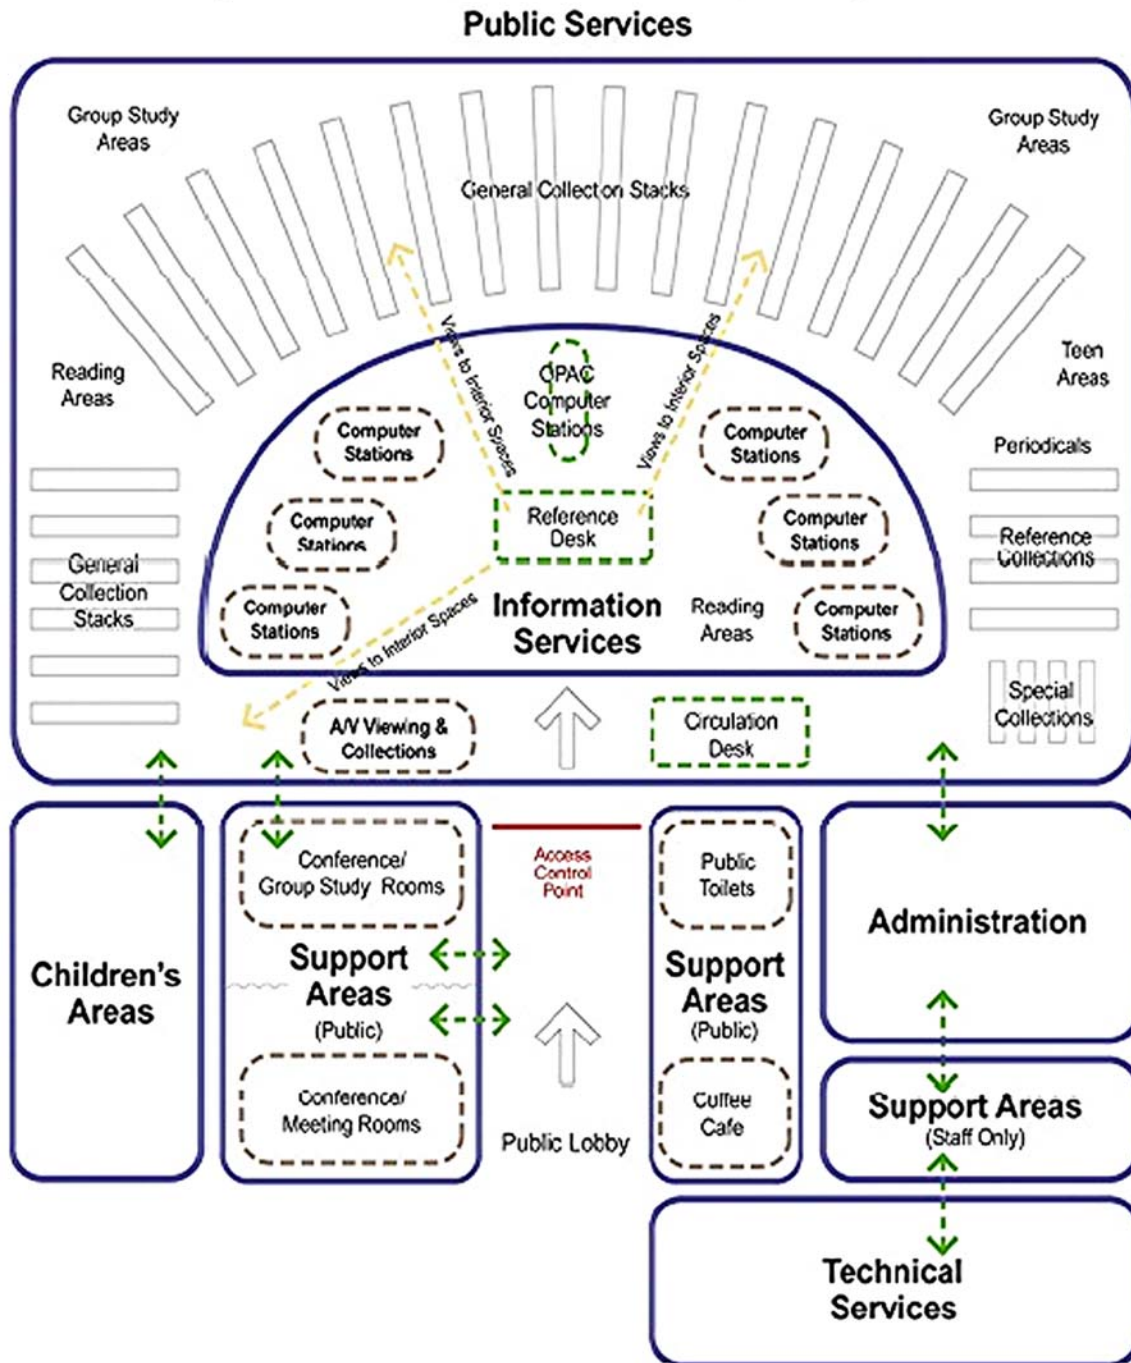 Public Services
Group Study
Areas
Group Study
Areas
General Collection Stacks
Reading
Areas
Teen
Areas
Views to Interior Spaces
OPAC
Computer
Stations
Views to Interior Spaces
Computer
Stations
Computer
Stations
Periodicals
Computer
Stations
Reference
Desk
Computer
Stations
Reference
Collections
General
Collection
Stacks
Computer
Stations
Information
Services
Reading
Areas
Computer
Stations
Views to Interior Spaces
A/V Viewing &
Collections
Circulation
Desk
Special
Collections
Conference/
Group Study Rooms
Access
Control
Point
Public
Toilets
Administration
Children's
Areas
Support
Areas
(Public)
Support
Areas
(Public)
Conference/
Meeting Rooms
Public Lobby
Coffee
Cafe
Support Areas
(Staff Only)
Technical
Services